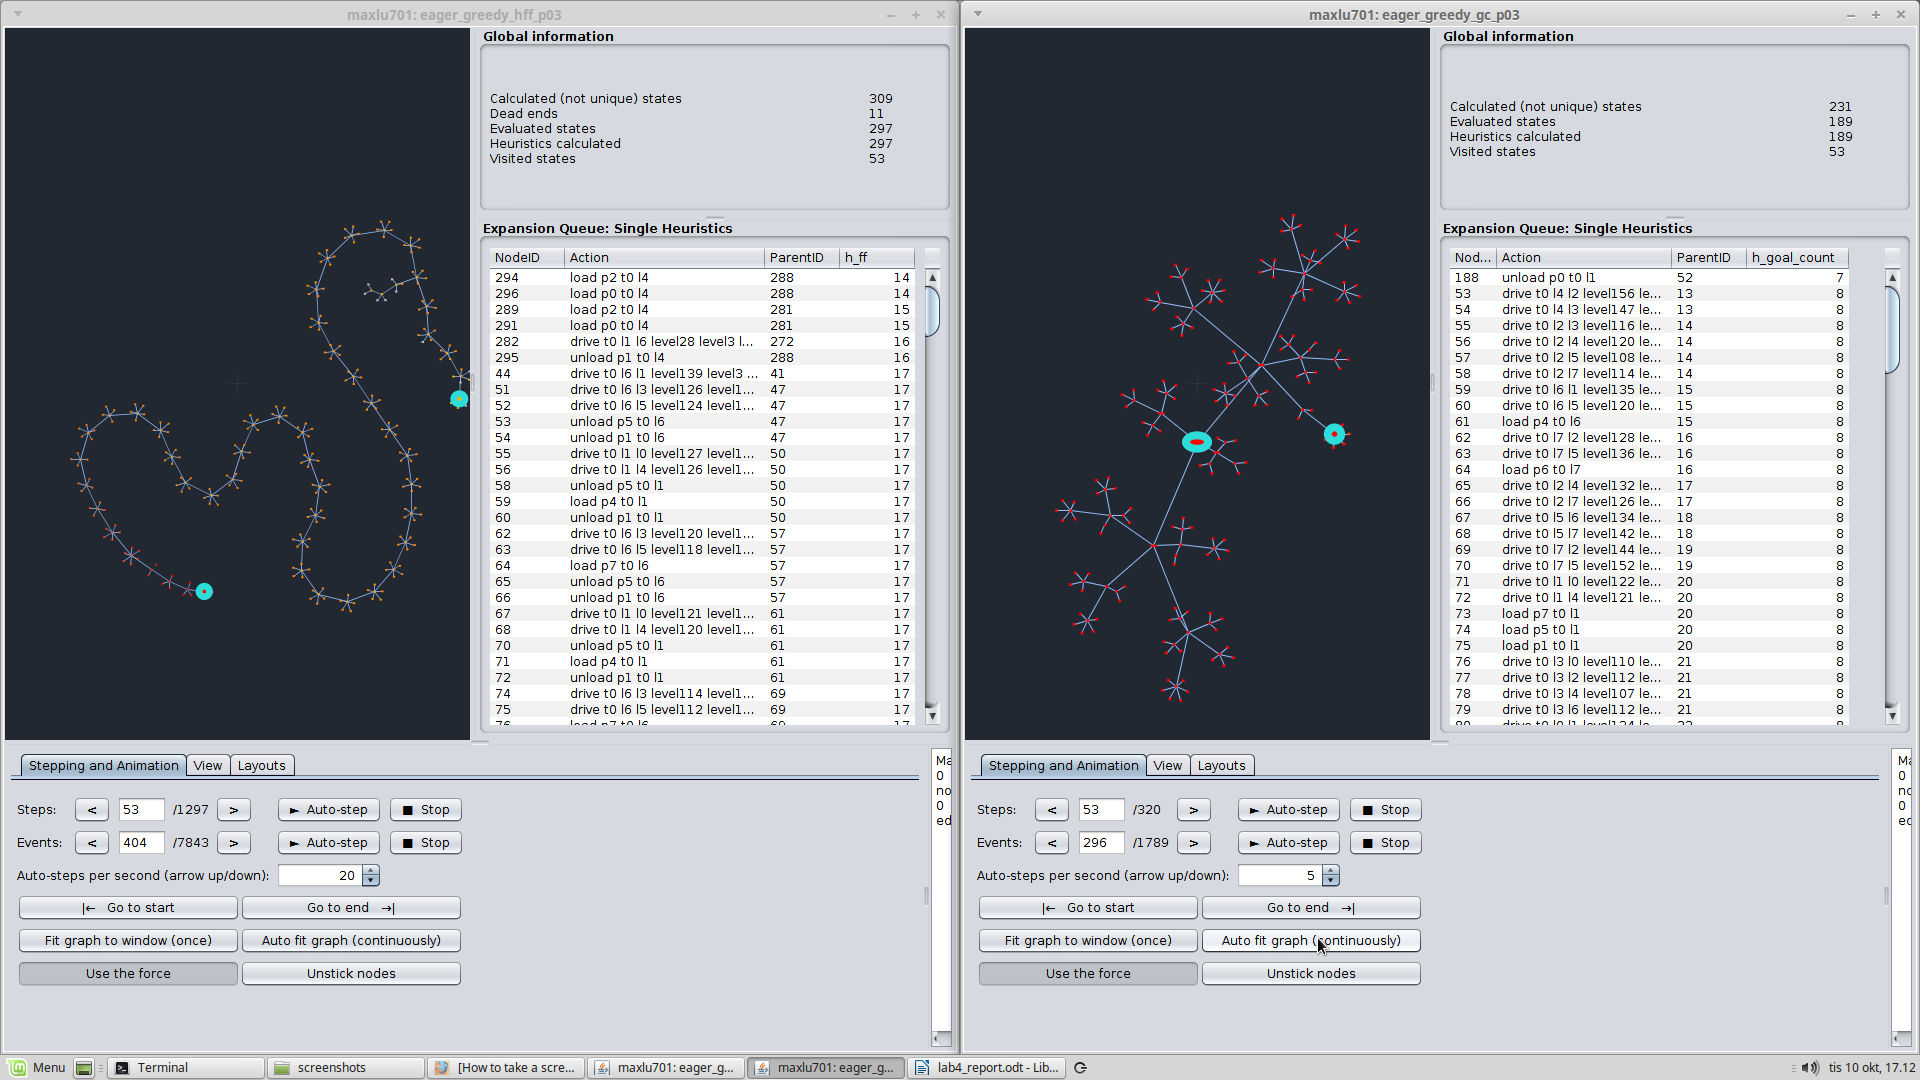 maxlu701: eager_greedy_hff_p03
Global information
Calculated (not unique) states 309
Dead ends 11
Evaluated states 297
Heuristics calculated 297
Visited states 53
Expansion Queue: Single Heuristics
NodeID Action ParentID h_ff
294 load p2 t0 l4 288 14
296 load p0 t0 l4 288 14
289 load p2 t0 l4 281 15
291 load p0 t0 l4 281 15
282 drive t0 l1 l6 level28 level3 l... 272 16
295 unload p1 t0 l4 288 16
44 drive t0 l6 l1 level139 level3 ... 41 17
51 drive t0 l6 l3 level126 level1... 47 17
52 drive t0 l6 l5 level124 level1... 47 17
53 unload p5 t0 l6 47 17
54 unload p1 t0 l6 47 17
55 drive t0 l1 l0 level127 level1... 50 17
56 drive t0 l1 l4 level126 level1... 50 17
58 unload p5 t0 l1 50 17
59 load p4 t0 l1 50 17
60 unload p1 t0 l1 50 17
62 drive t0 l6 l3 level120 level1... 57 17
63 drive t0 l6 l5 level118 level1... 57 17
64 load p7 t0 l6 57 17
65 unload p5 t0 l6 57 17
66 unload p1 t0 l6 57 17
67 drive t0 l1 l0 level121 level1... 61 17
68 drive t0 l1 l4 level120 level1... 61 17
70 unload p5 t0 l1 61 17
71 load p4 t0 l1 61 17
72 unload p1 t0 l1 61 17
74 drive t0 l6 l3 level114 level1... 69 17
75 drive t0 l6 l5 level112 level1... 69 17
76 load p7 t0 l6 69 17
Stepping and Animation View Layouts
Steps: < 53 /1297 > ► Auto-step ■ Stop
Events: < 404 /7843 > ► Auto-step ■ Stop
Auto-steps per second (arrow up/down): 20
|← Go to start Go to end →|
Fit graph to window (once) Auto fit graph (continuously)
Use the force Unstick nodes
Ma
0
no
0
ed
maxlu701: eager_greedy_gc_p03
Global information
Calculated (not unique) states 231
Evaluated states 189
Heuristics calculated 189
Visited states 53
Expansion Queue: Single Heuristics
Nod... Action ParentID h_goal_count
188 unload p0 t0 l1 52 7
53 drive t0 l4 l2 level156 le... 13 8
54 drive t0 l4 l3 level147 le... 13 8
55 drive t0 l2 l3 level116 le... 14 8
56 drive t0 l2 l4 level120 le... 14 8
57 drive t0 l2 l5 level108 le... 14 8
58 drive t0 l2 l7 level114 le... 14 8
59 drive t0 l6 l1 level135 le... 15 8
60 drive t0 l6 l5 level120 le... 15 8
61 load p4 t0 l6 15 8
62 drive t0 l7 l2 level128 le... 16 8
63 drive t0 l7 l5 level136 le... 16 8
64 load p6 t0 l7 16 8
65 drive t0 l2 l4 level132 le... 17 8
66 drive t0 l2 l7 level126 le... 17 8
67 drive t0 l5 l6 level134 le... 18 8
68 drive t0 l5 l7 level142 le... 18 8
69 drive t0 l7 l2 level144 le... 19 8
70 drive t0 l7 l5 level152 le... 19 8
71 drive t0 l1 l0 level122 le... 20 8
72 drive t0 l1 l4 level121 le... 20 8
73 load p7 t0 l1 20 8
74 load p5 t0 l1 20 8
75 load p1 t0 l1 20 8
76 drive t0 l3 l0 level110 le... 21 8
77 drive t0 l3 l2 level112 le... 21 8
78 drive t0 l3 l4 level107 le... 21 8
79 drive t0 l3 l6 level112 le... 21 8
80 drive t0 l0 l1 level124 le... 22 8
Stepping and Animation View Layouts
Steps: < 53 /320 > ► Auto-step ■ Stop
Events: < 296 /1789 > ► Auto-step ■ Stop
Auto-steps per second (arrow up/down): 5
|← Go to start Go to end →|
Fit graph to window (once) Auto fit graph (continuously)
Use the force Unstick nodes
Ma
0
no
0
ed
Menu Terminal screenshots [How to take a scre... maxlu701: eager_g... maxlu701: eager_g... lab4_report.odt - Lib... tis 10 okt, 17.12